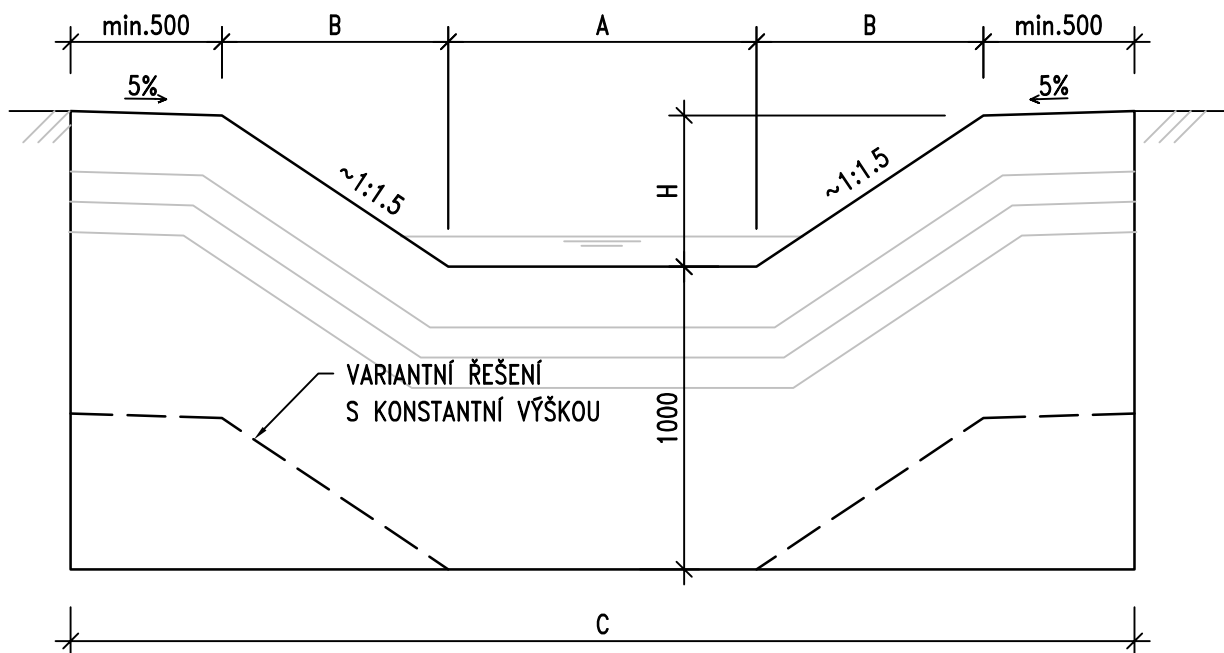 min.500
B
A
B
min.500
5%
5%
~1:1.5
~1:1.5
H
VARIANTNÍ ŘEŠENÍ
S KONSTANTNÍ VÝŠKOU
1000
C